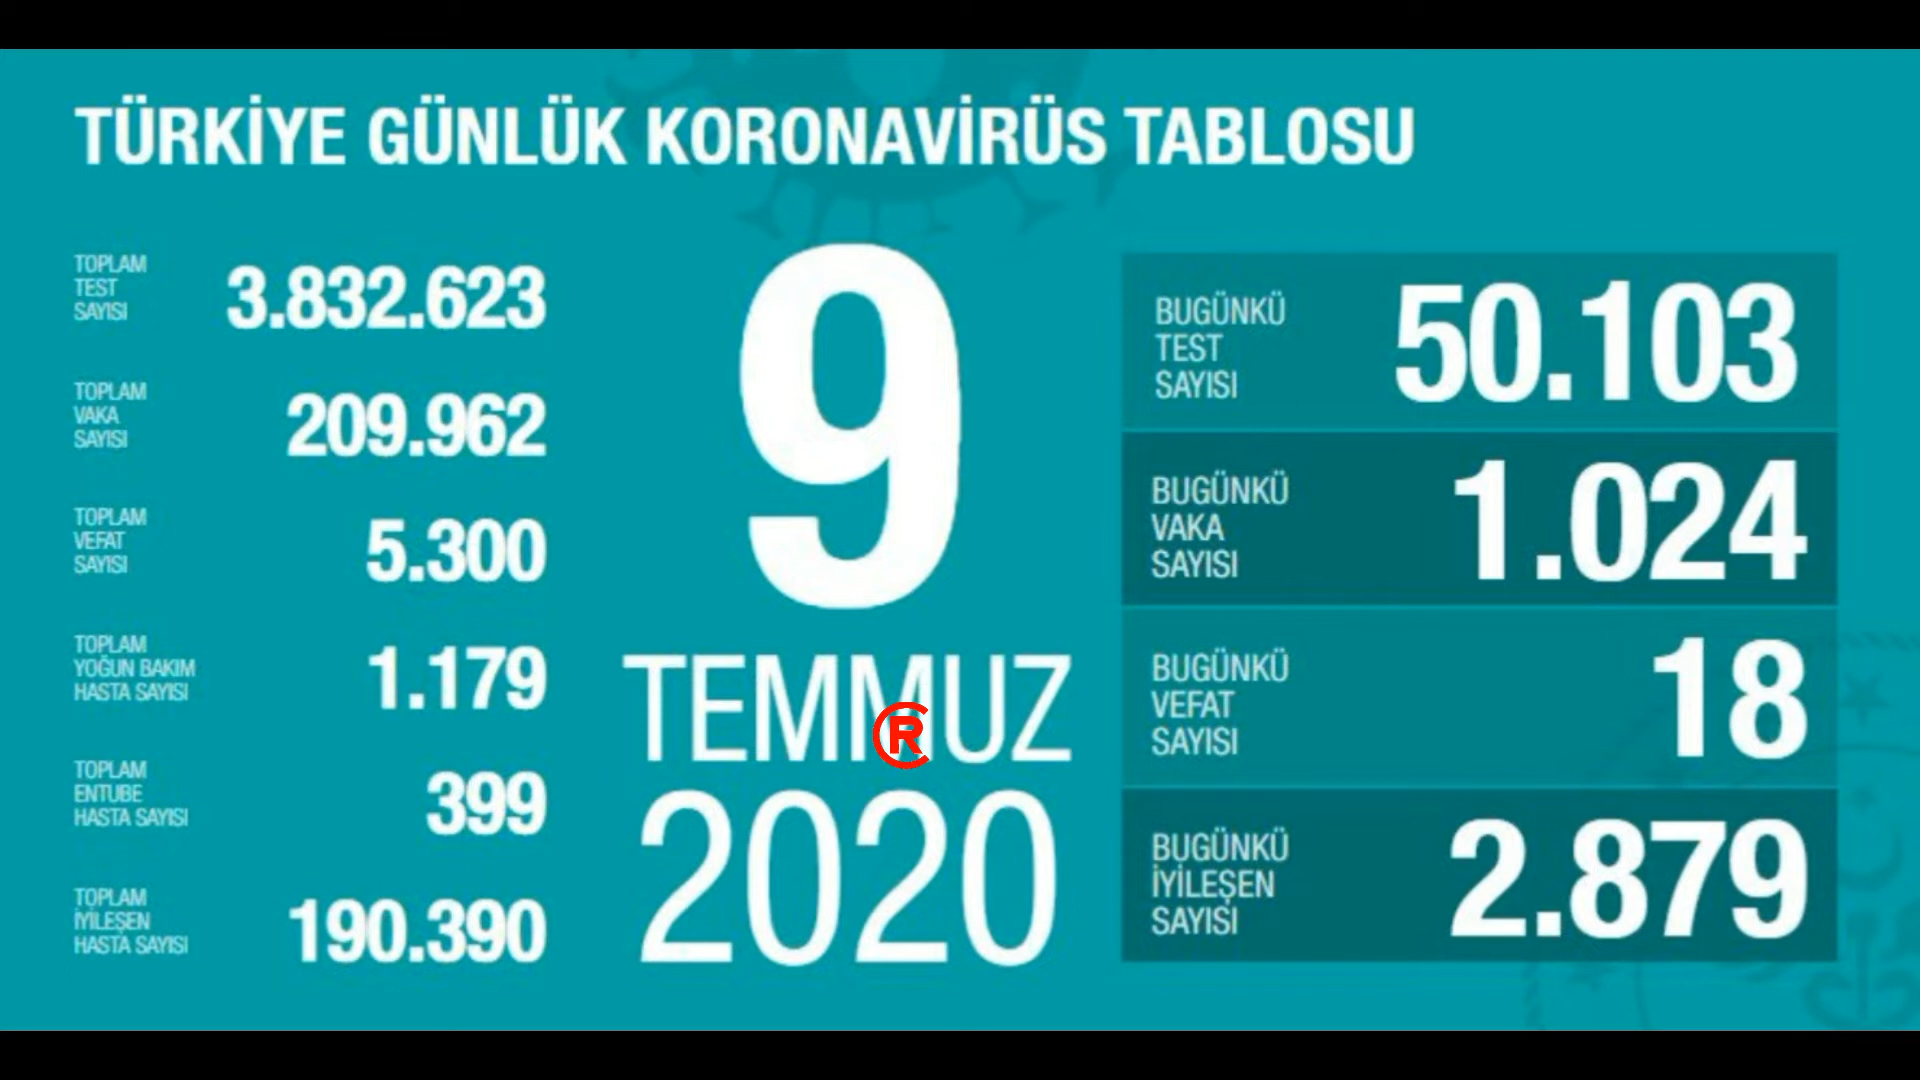 TÜRKİYE GÜNLÜK KORONAVİRÜS TABLOSU
TOPLAM
TEST
SAYISI
3.832.623
TOPLAM
VAKA
SAYISI
209.962
TOPLAM
VEFAT
SAYISI
5.300
TOPLAM
YOĞUN BAKIM
HASTA SAYISI
1.179
TOPLAM
ENTUBE
HASTA SAYISI
399
TOPLAM
İYİLEŞEN
HASTA SAYISI
190.390
9
TEMMUZ
R
2020
BUGÜNKÜ
TEST
SAYISI
50.103
BUGÜNKÜ
VAKA
SAYISI
1.024
BUGÜNKÜ
VEFAT
SAYISI
18
BUGÜNKÜ
İYİLEŞEN
SAYISI
2.879